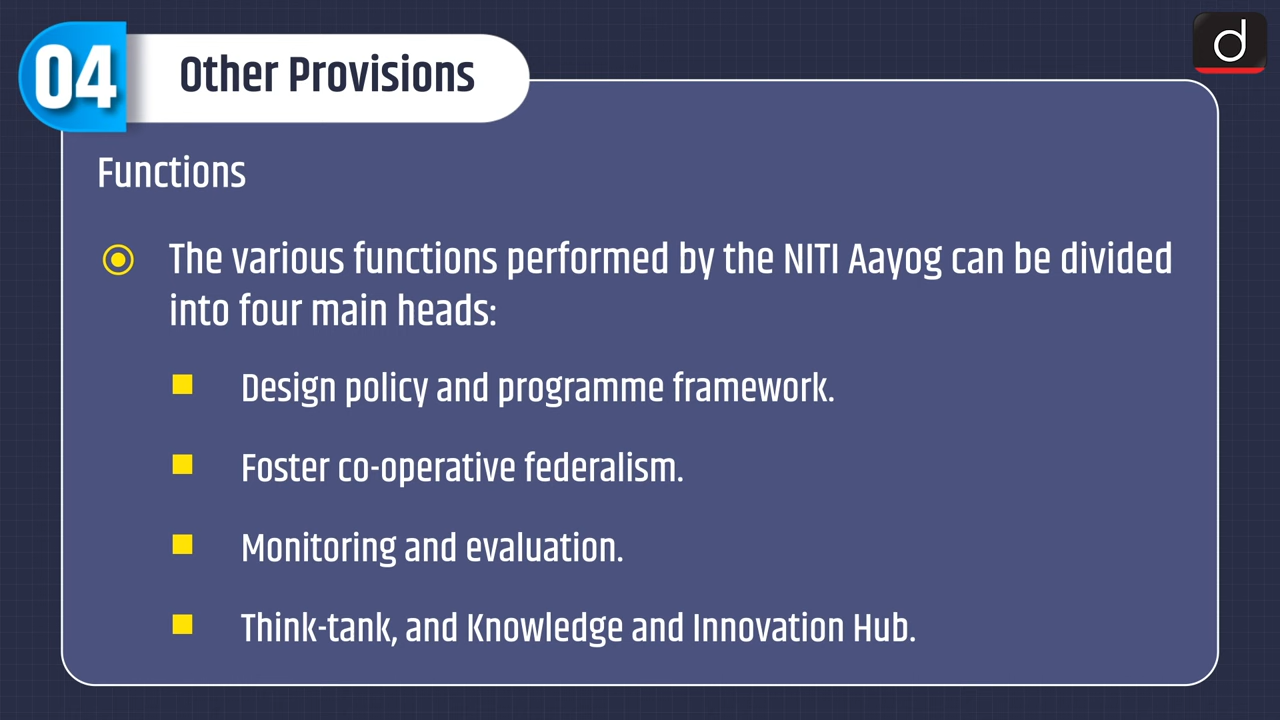 04
Other Provisions
d
Functions
The various functions performed by the NITI Aayog can be divided
into four main heads:
Design policy and programme framework.
Foster co-operative federalism.
Monitoring and evaluation.
Think-tank, and Knowledge and Innovation Hub.